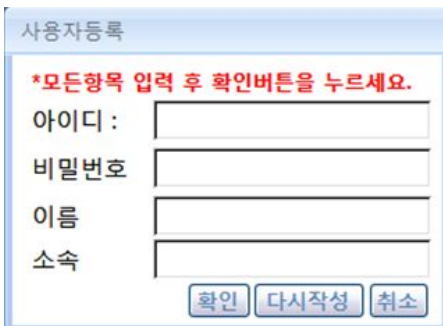 사용자등록
*모든항목 입력 후 확인버튼을 누르세요.
아이디 :
비밀번호
이름
소속
확인 다시작성 취소